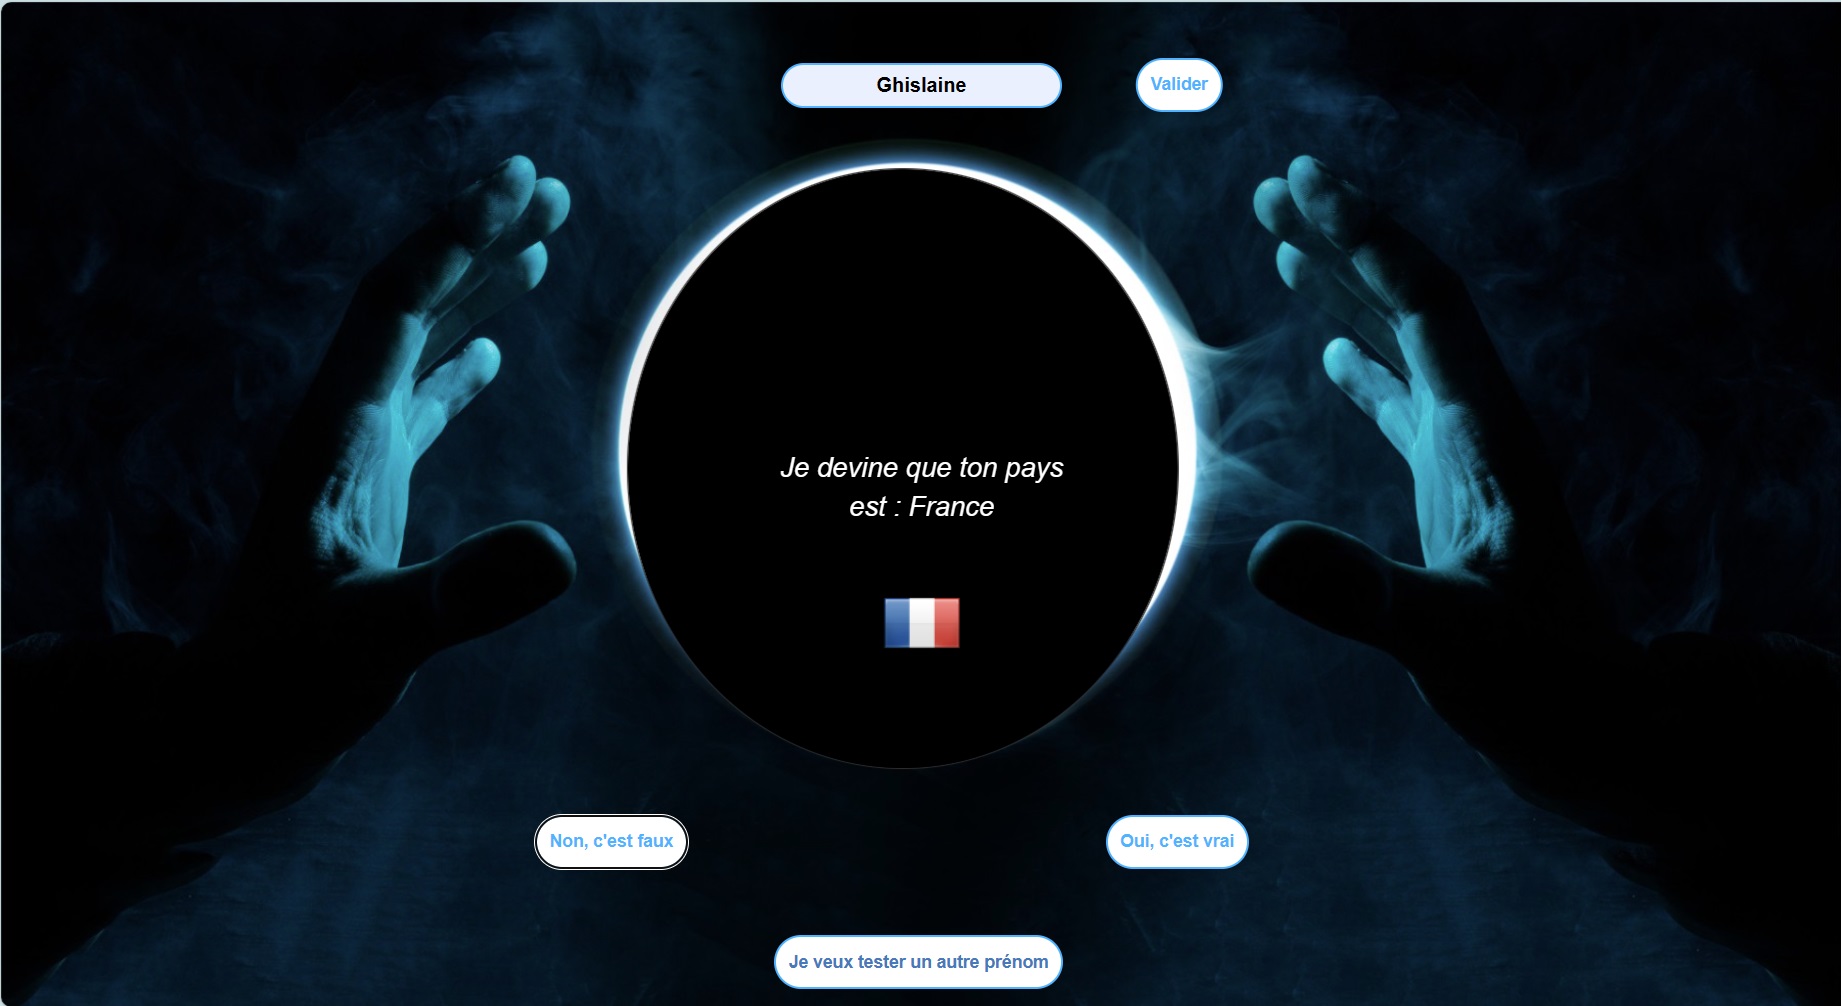 Ghislaine
Valider
Je devine que ton pays
est : France
Non, c'est faux
Oui, c'est vrai
Je veux tester un autre prénom